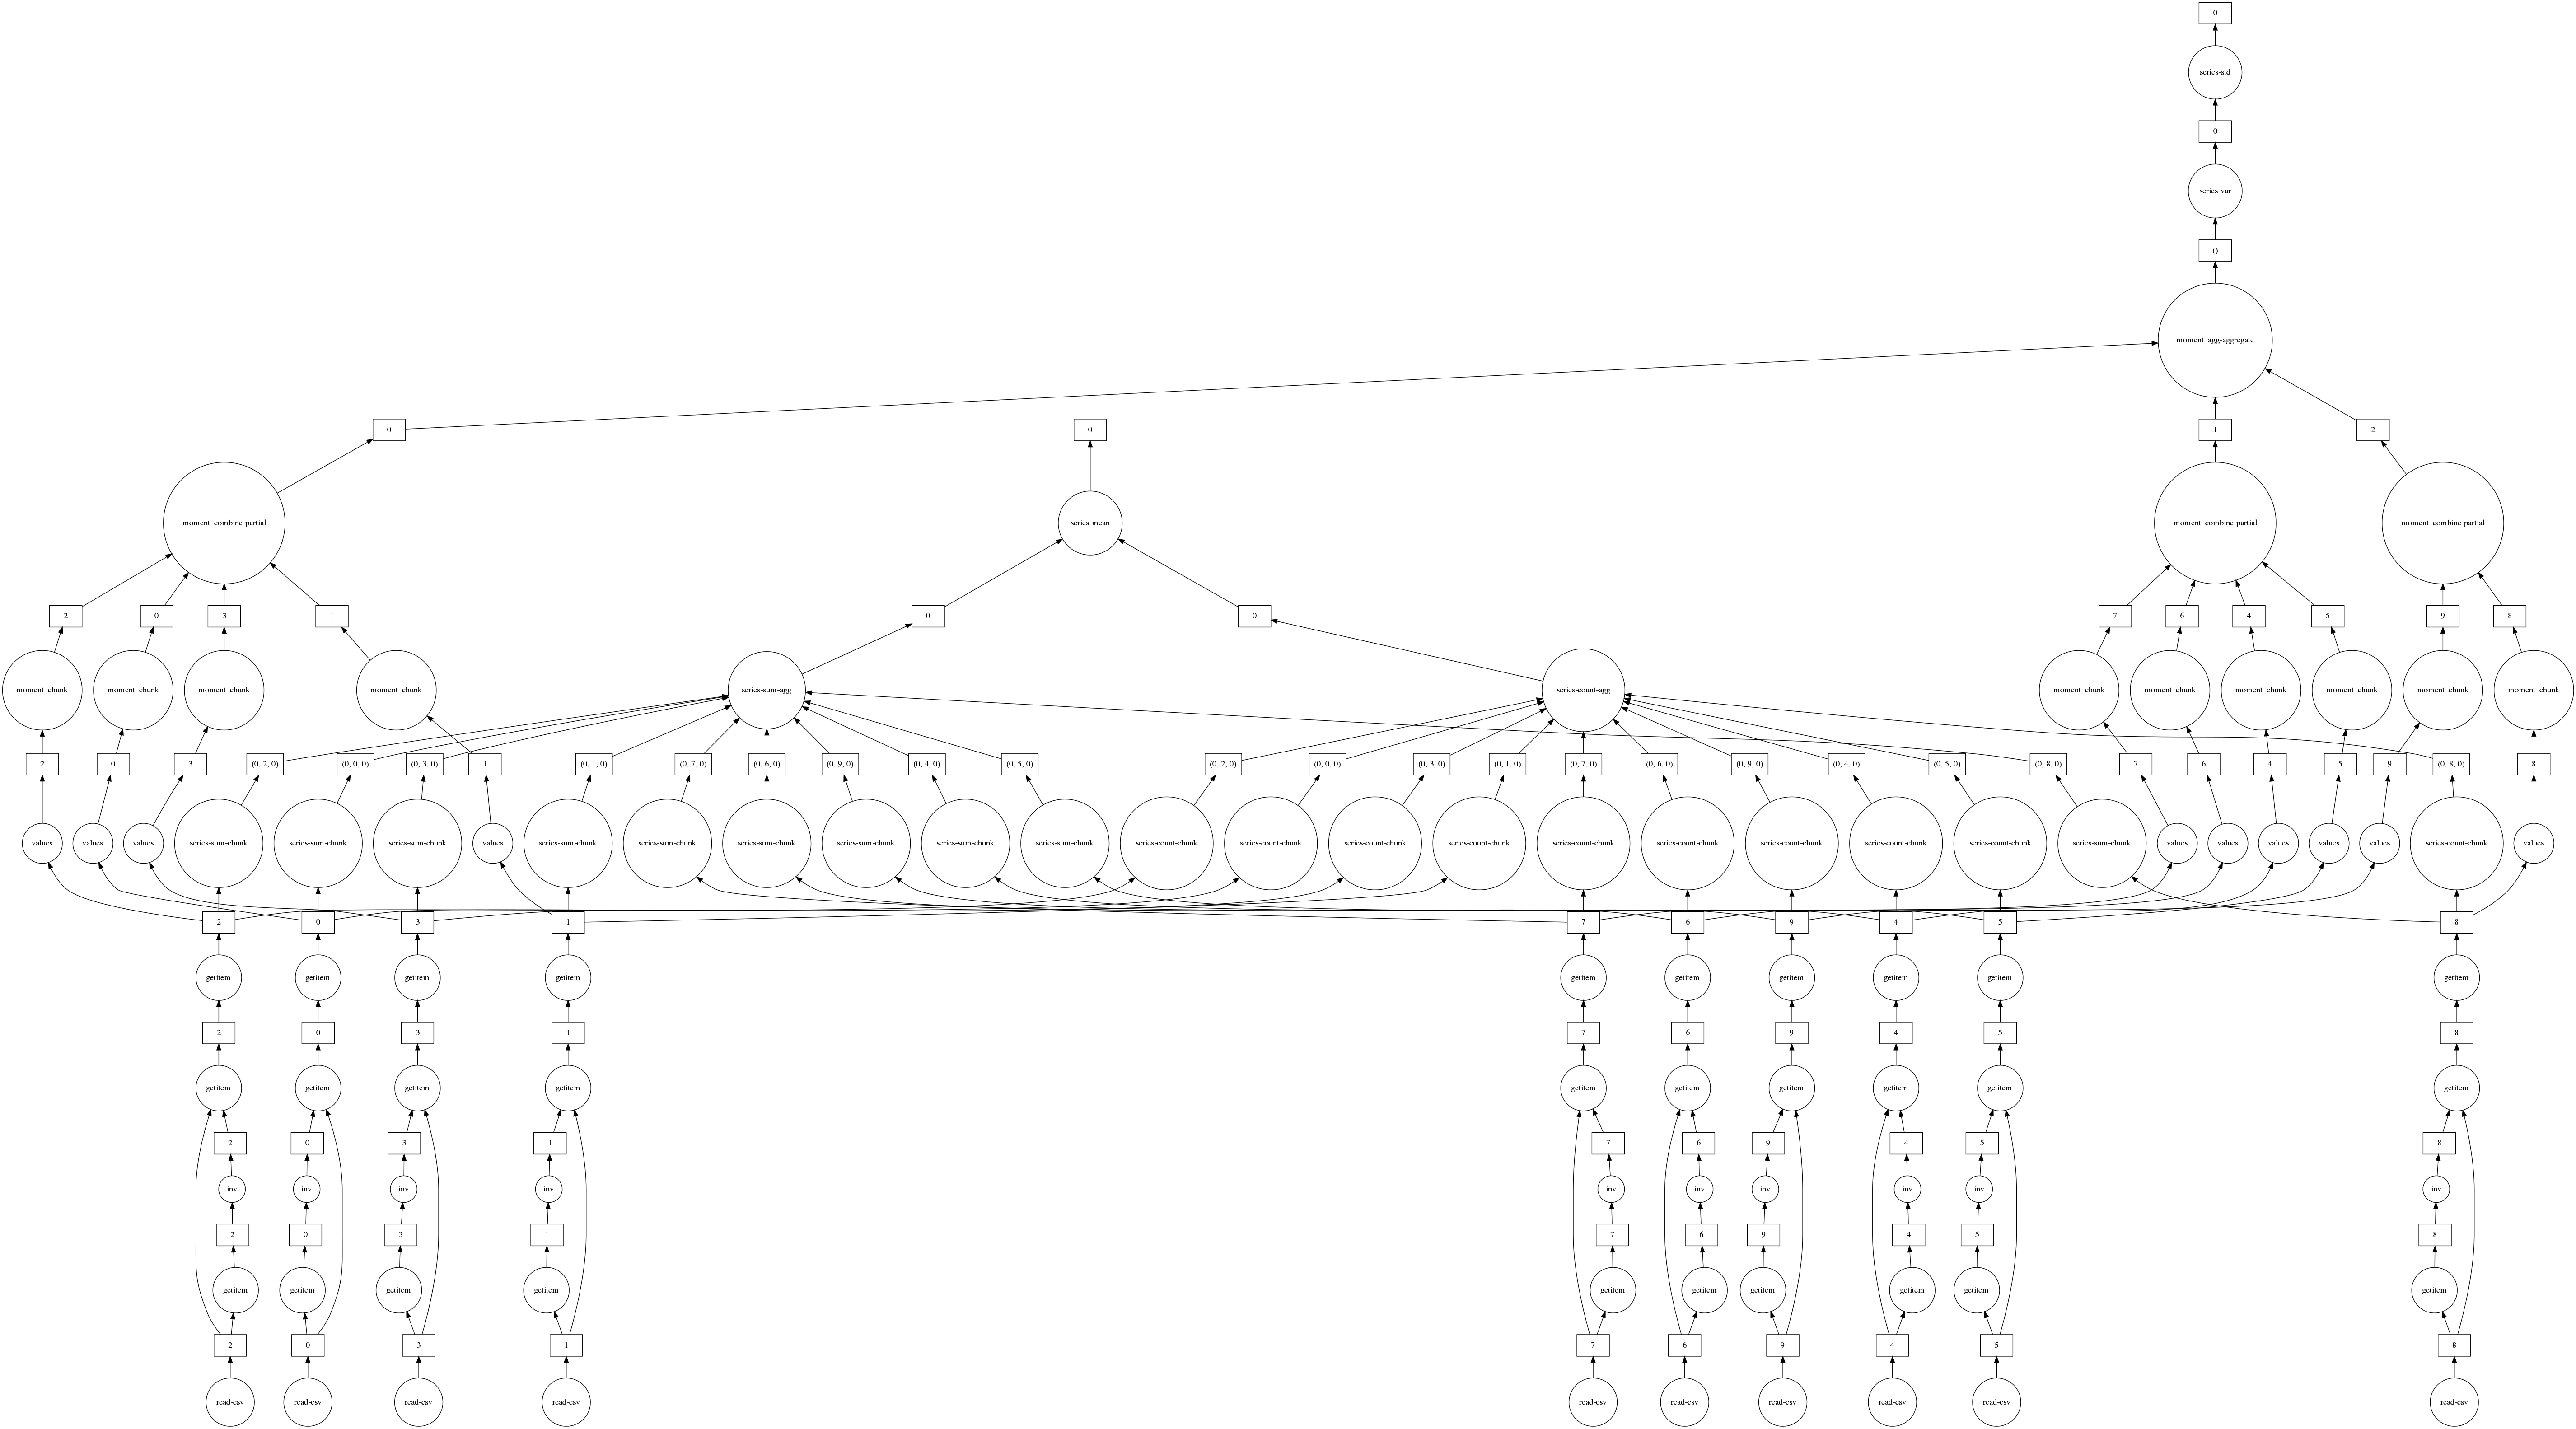 0
series-std
0
series-var
()
moment_agg-aggregate
0
0
1
2
moment_combine-partial
series-mean
moment_combine-partial
moment_combine-partial
2
0
3
1
0
0
7
6
4
5
9
8
moment_chunk
moment_chunk
moment_chunk
moment_chunk
series-sum-agg
series-count-agg
moment_chunk
moment_chunk
moment_chunk
moment_chunk
moment_chunk
moment_chunk
2
0
3
(0, 2, 0)
(0, 0, 0)
(0, 3, 0)
1
(0, 1, 0)
(0, 7, 0)
(0, 6, 0)
(0, 9, 0)
(0, 4, 0)
(0, 5, 0)
(0, 2, 0)
(0, 0, 0)
(0, 3, 0)
(0, 1, 0)
(0, 7, 0)
(0, 6, 0)
(0, 9, 0)
(0, 4, 0)
(0, 5, 0)
(0, 8, 0)
7
6
4
5
9
(0, 8, 0)
8
values
values
values
series-sum-chunk
series-sum-chunk
series-sum-chunk
values
series-sum-chunk
series-sum-chunk
series-sum-chunk
series-sum-chunk
series-sum-chunk
series-sum-chunk
series-count-chunk
series-count-chunk
series-count-chunk
series-count-chunk
series-count-chunk
series-count-chunk
series-count-chunk
series-count-chunk
series-count-chunk
series-sum-chunk
values
values
values
values
values
series-count-chunk
values
2
0
3
1
7
6
9
4
5
8
getitem
getitem
getitem
getitem
getitem
getitem
getitem
getitem
getitem
getitem
2
0
3
1
7
6
9
4
5
8
getitem
getitem
getitem
getitem
getitem
getitem
getitem
getitem
getitem
getitem
2
0
3
1
7
6
9
4
5
8
inv
inv
inv
inv
inv
inv
inv
inv
inv
inv
2
0
3
1
7
6
9
4
5
8
getitem
getitem
getitem
getitem
getitem
getitem
getitem
getitem
getitem
getitem
2
0
3
1
7
6
9
4
5
8
read-csv
read-csv
read-csv
read-csv
read-csv
read-csv
read-csv
read-csv
read-csv
read-csv